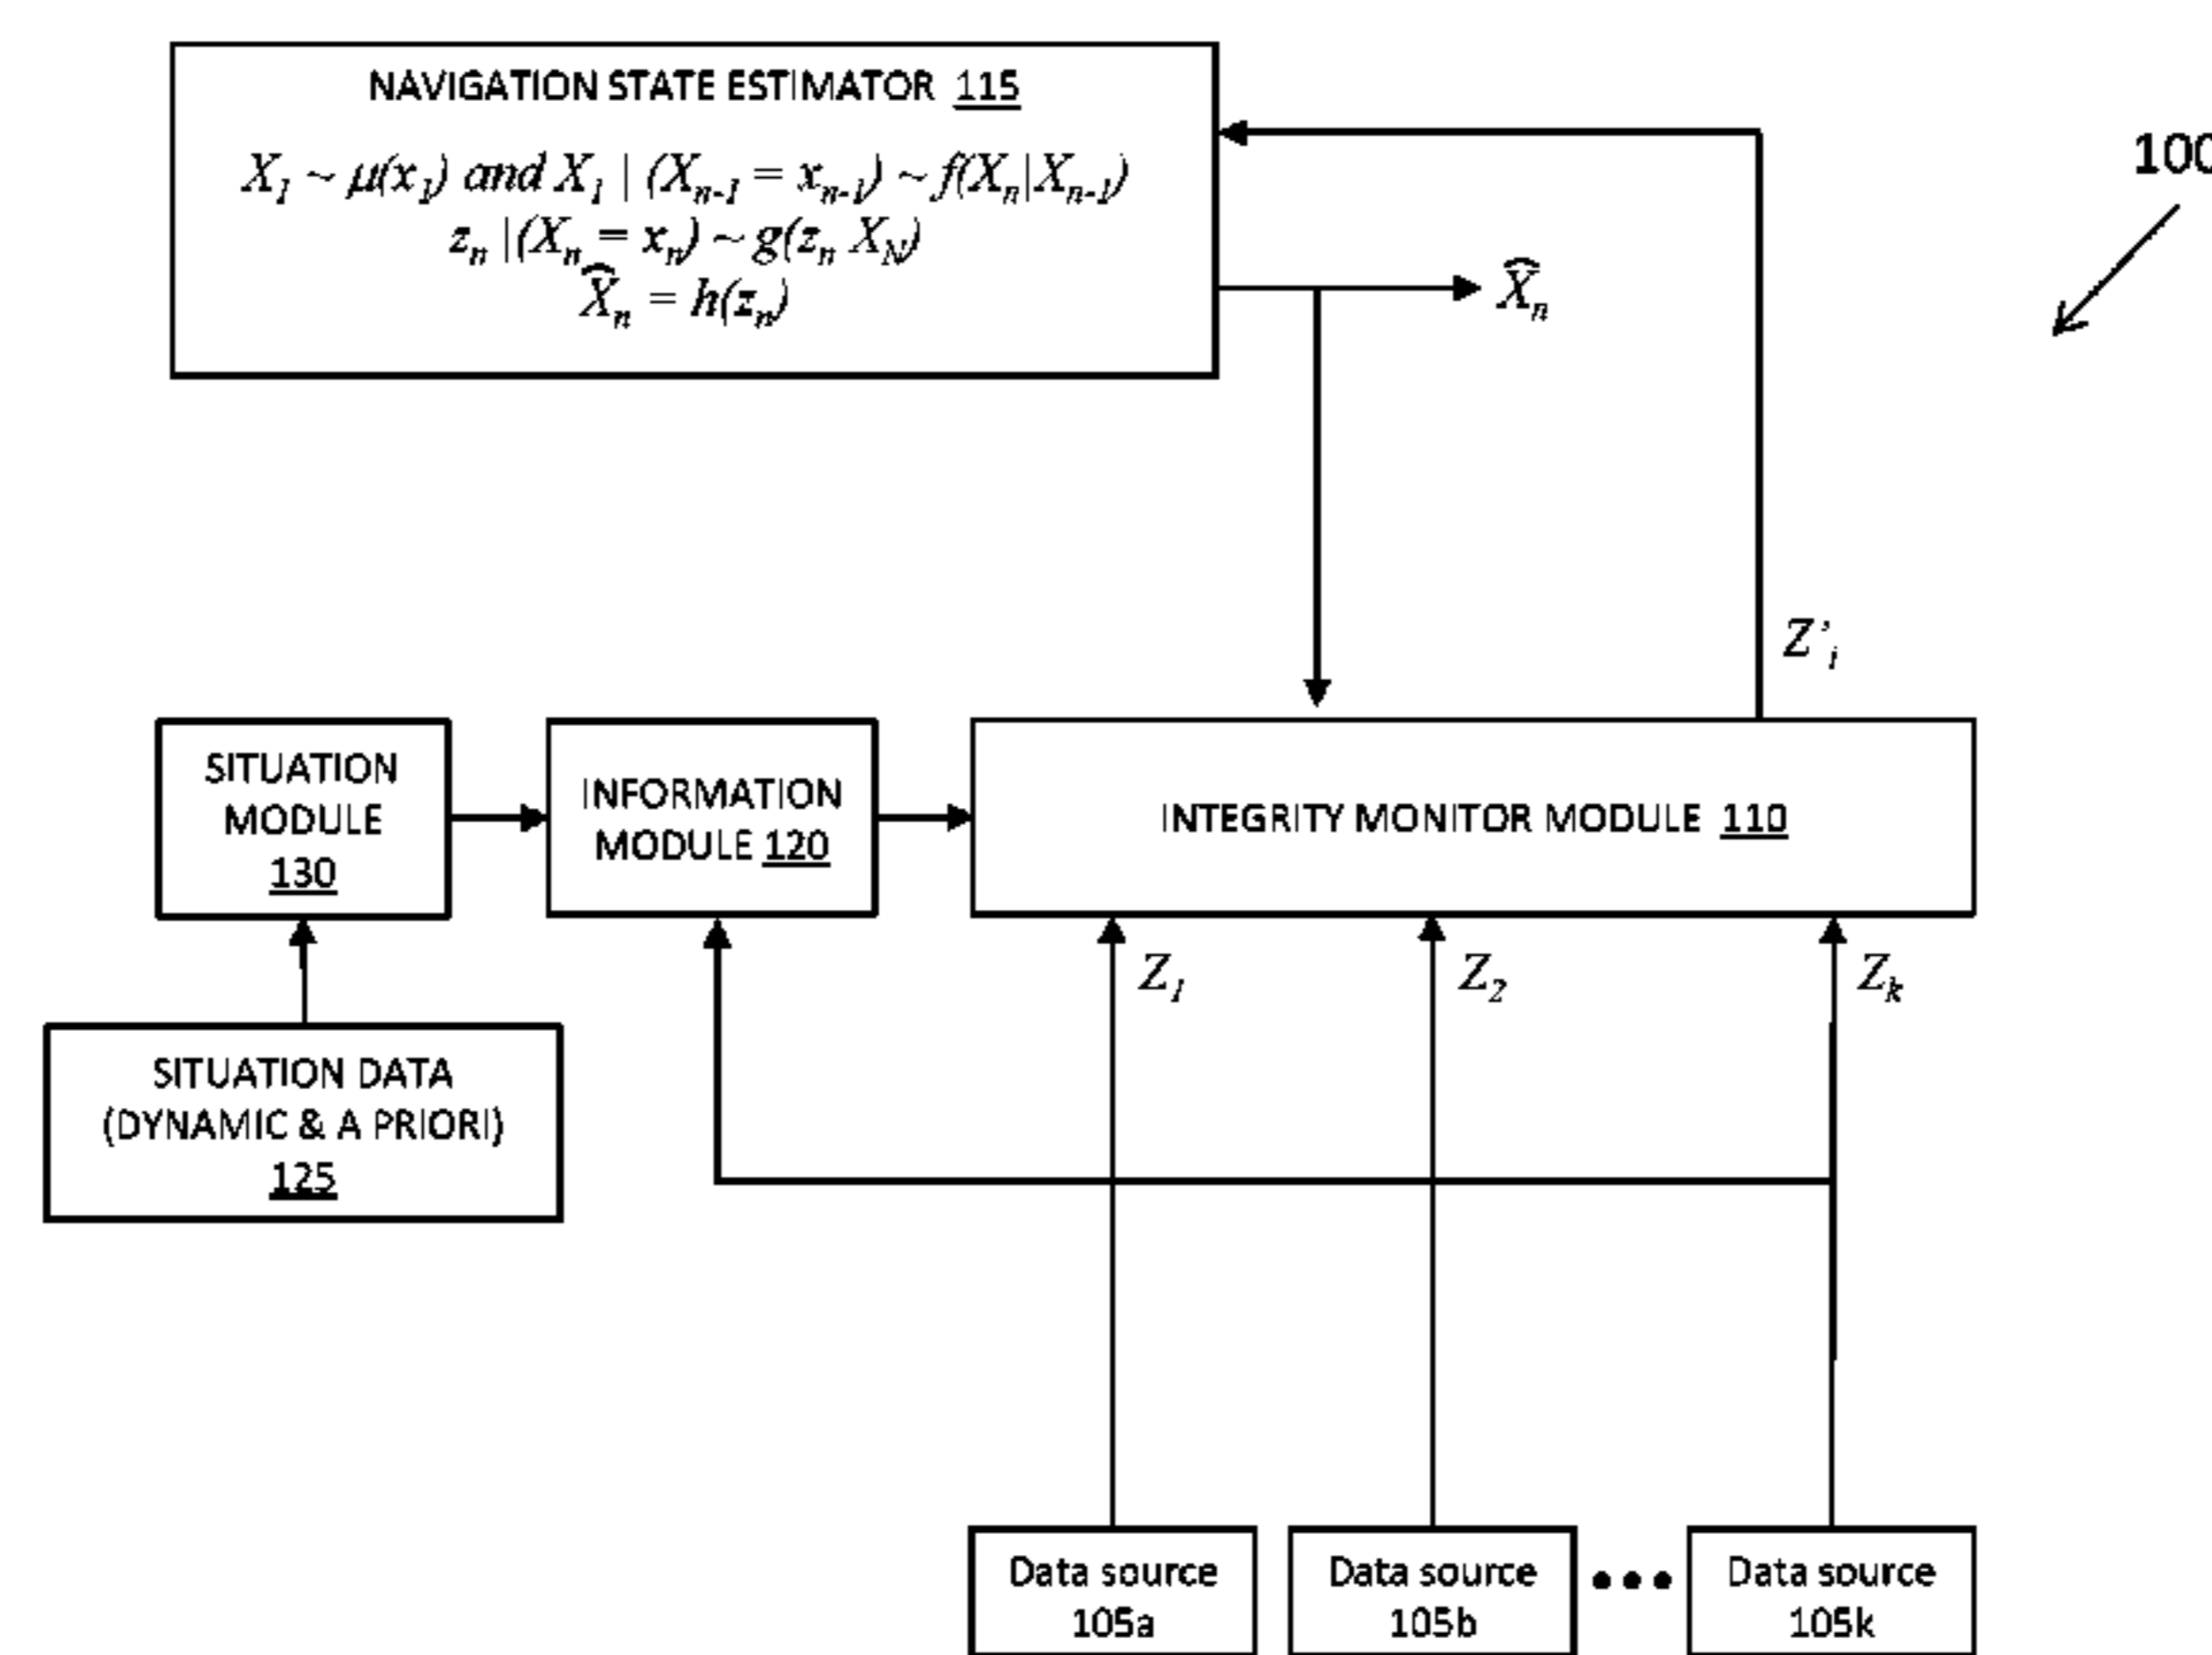 NAVIGATION STATE ESTIMATOR 115
X₁ ~ μ(x₁) and X₁ | (Xₙ₋₁ = xₙ₋₁) ~ f(Xₙ|Xₙ₋₁)
zₙ |(Xₙ = xₙ) ~ g(zₙ X_N)
X̂ₙ = h(zₙ)
100
X̂ₙ
Z'ᵢ
SITUATION
MODULE
130
INFORMATION
MODULE 120
INTEGRITY MONITOR MODULE 110
Z₁
Z₂
Zₖ
SITUATION DATA
(DYNAMIC & A PRIORI)
125
Data source
105a
Data source
105b
•••
Data source
105k